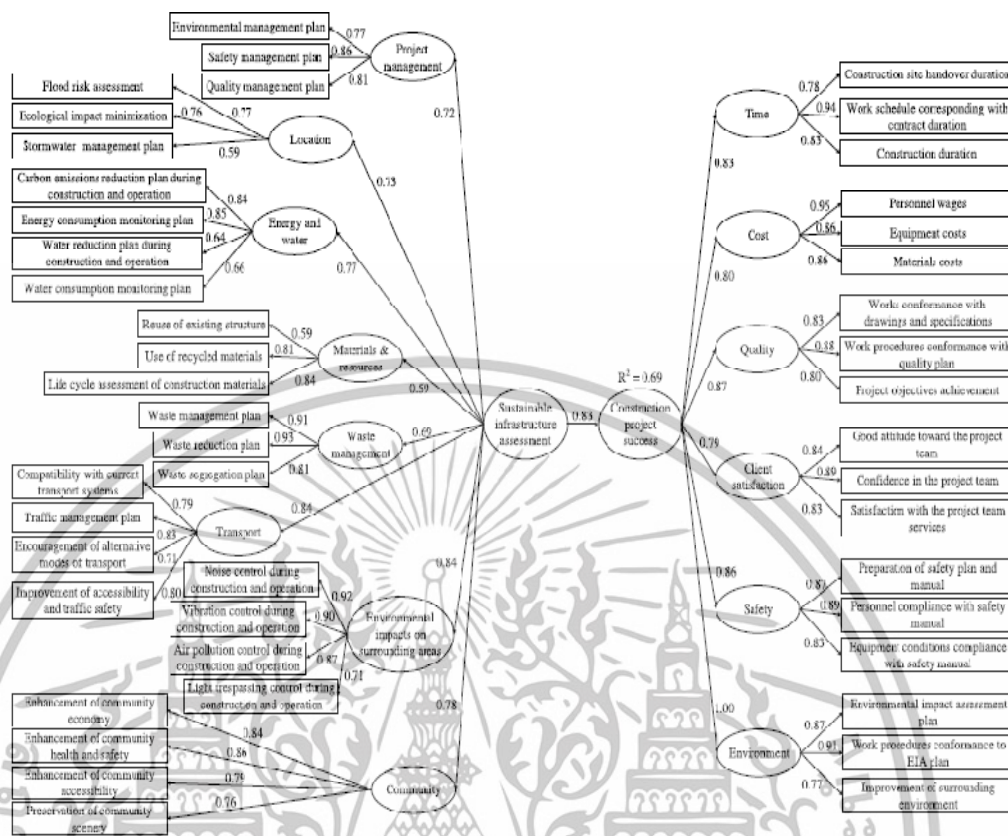 Environmental management plan
Safety management plan
Quality management plan
0.77
0.86
0.81
Project
management
0.72
Flood risk assessment
Ecological impact minimization
Stormwater management plan
0.77
0.76
0.59
Location
0.73
Carbon emissions reduction plan during
construction and operation
Energy consumption monitoring plan
Water reduction plan during
construction and operation
Water consumption monitoring plan
0.84
0.85
0.64
0.66
Energy and
water
0.77
Reuse of existing structure
Use of recycled materials
Life cycle assessment of construction materials
0.59
0.81
0.84
Materials &
resources
0.59
Waste management plan
Waste reduction plan
Waste segregation plan
0.91
0.93
0.81
Waste
management
0.69
Compatibility with current
transport systems
Traffic management plan
Encouragement of alternative
modes of transport
Improvement of accessibility
and traffic safety
0.79
0.83
0.71
0.80
Transport
0.84
Noise control during
construction and operation
Vibration control during
construction and operation
Air pollution control during
construction and operation
Light trespassing control during
construction and operation
0.92
0.90
0.87
0.71
Environmental
impacts on
surrounding areas
0.84
Enhancement of community
economy
Enhancement of community
health and safety
Enhancement of community
accessibility
Preservation of community
scenery
0.84
0.86
0.79
0.76
Community
0.78
Sustainable
infrastructure
assessment
0.83
R² = 0.69
Construction
project
success
Time
0.83
0.78
0.94
0.83
Construction site handover duration
Work schedule corresponding with
contract duration
Construction duration
Cost
0.80
0.95
0.86
0.86
Personnel wages
Equipment costs
Materials costs
Quality
0.87
0.83
0.88
0.80
Works conformance with
drawings and specifications
Work procedures conformance with
quality plan
Project objectives achievement
Client
satisfaction
0.79
0.84
0.89
0.83
Good attitude toward the project
team
Confidence in the project team
Satisfactim with the project team
services
Safety
0.86
0.87
0.89
0.83
Preparation of safety plan and
manual
Personnel compliance with safety
manual
Equipment conditions compliance
with safety manual
Environment
1.00
0.87
0.91
0.77
Environmental impact assessment
plan
Work procedures conformance to
EIA plan
Improvement of surrounding
environment